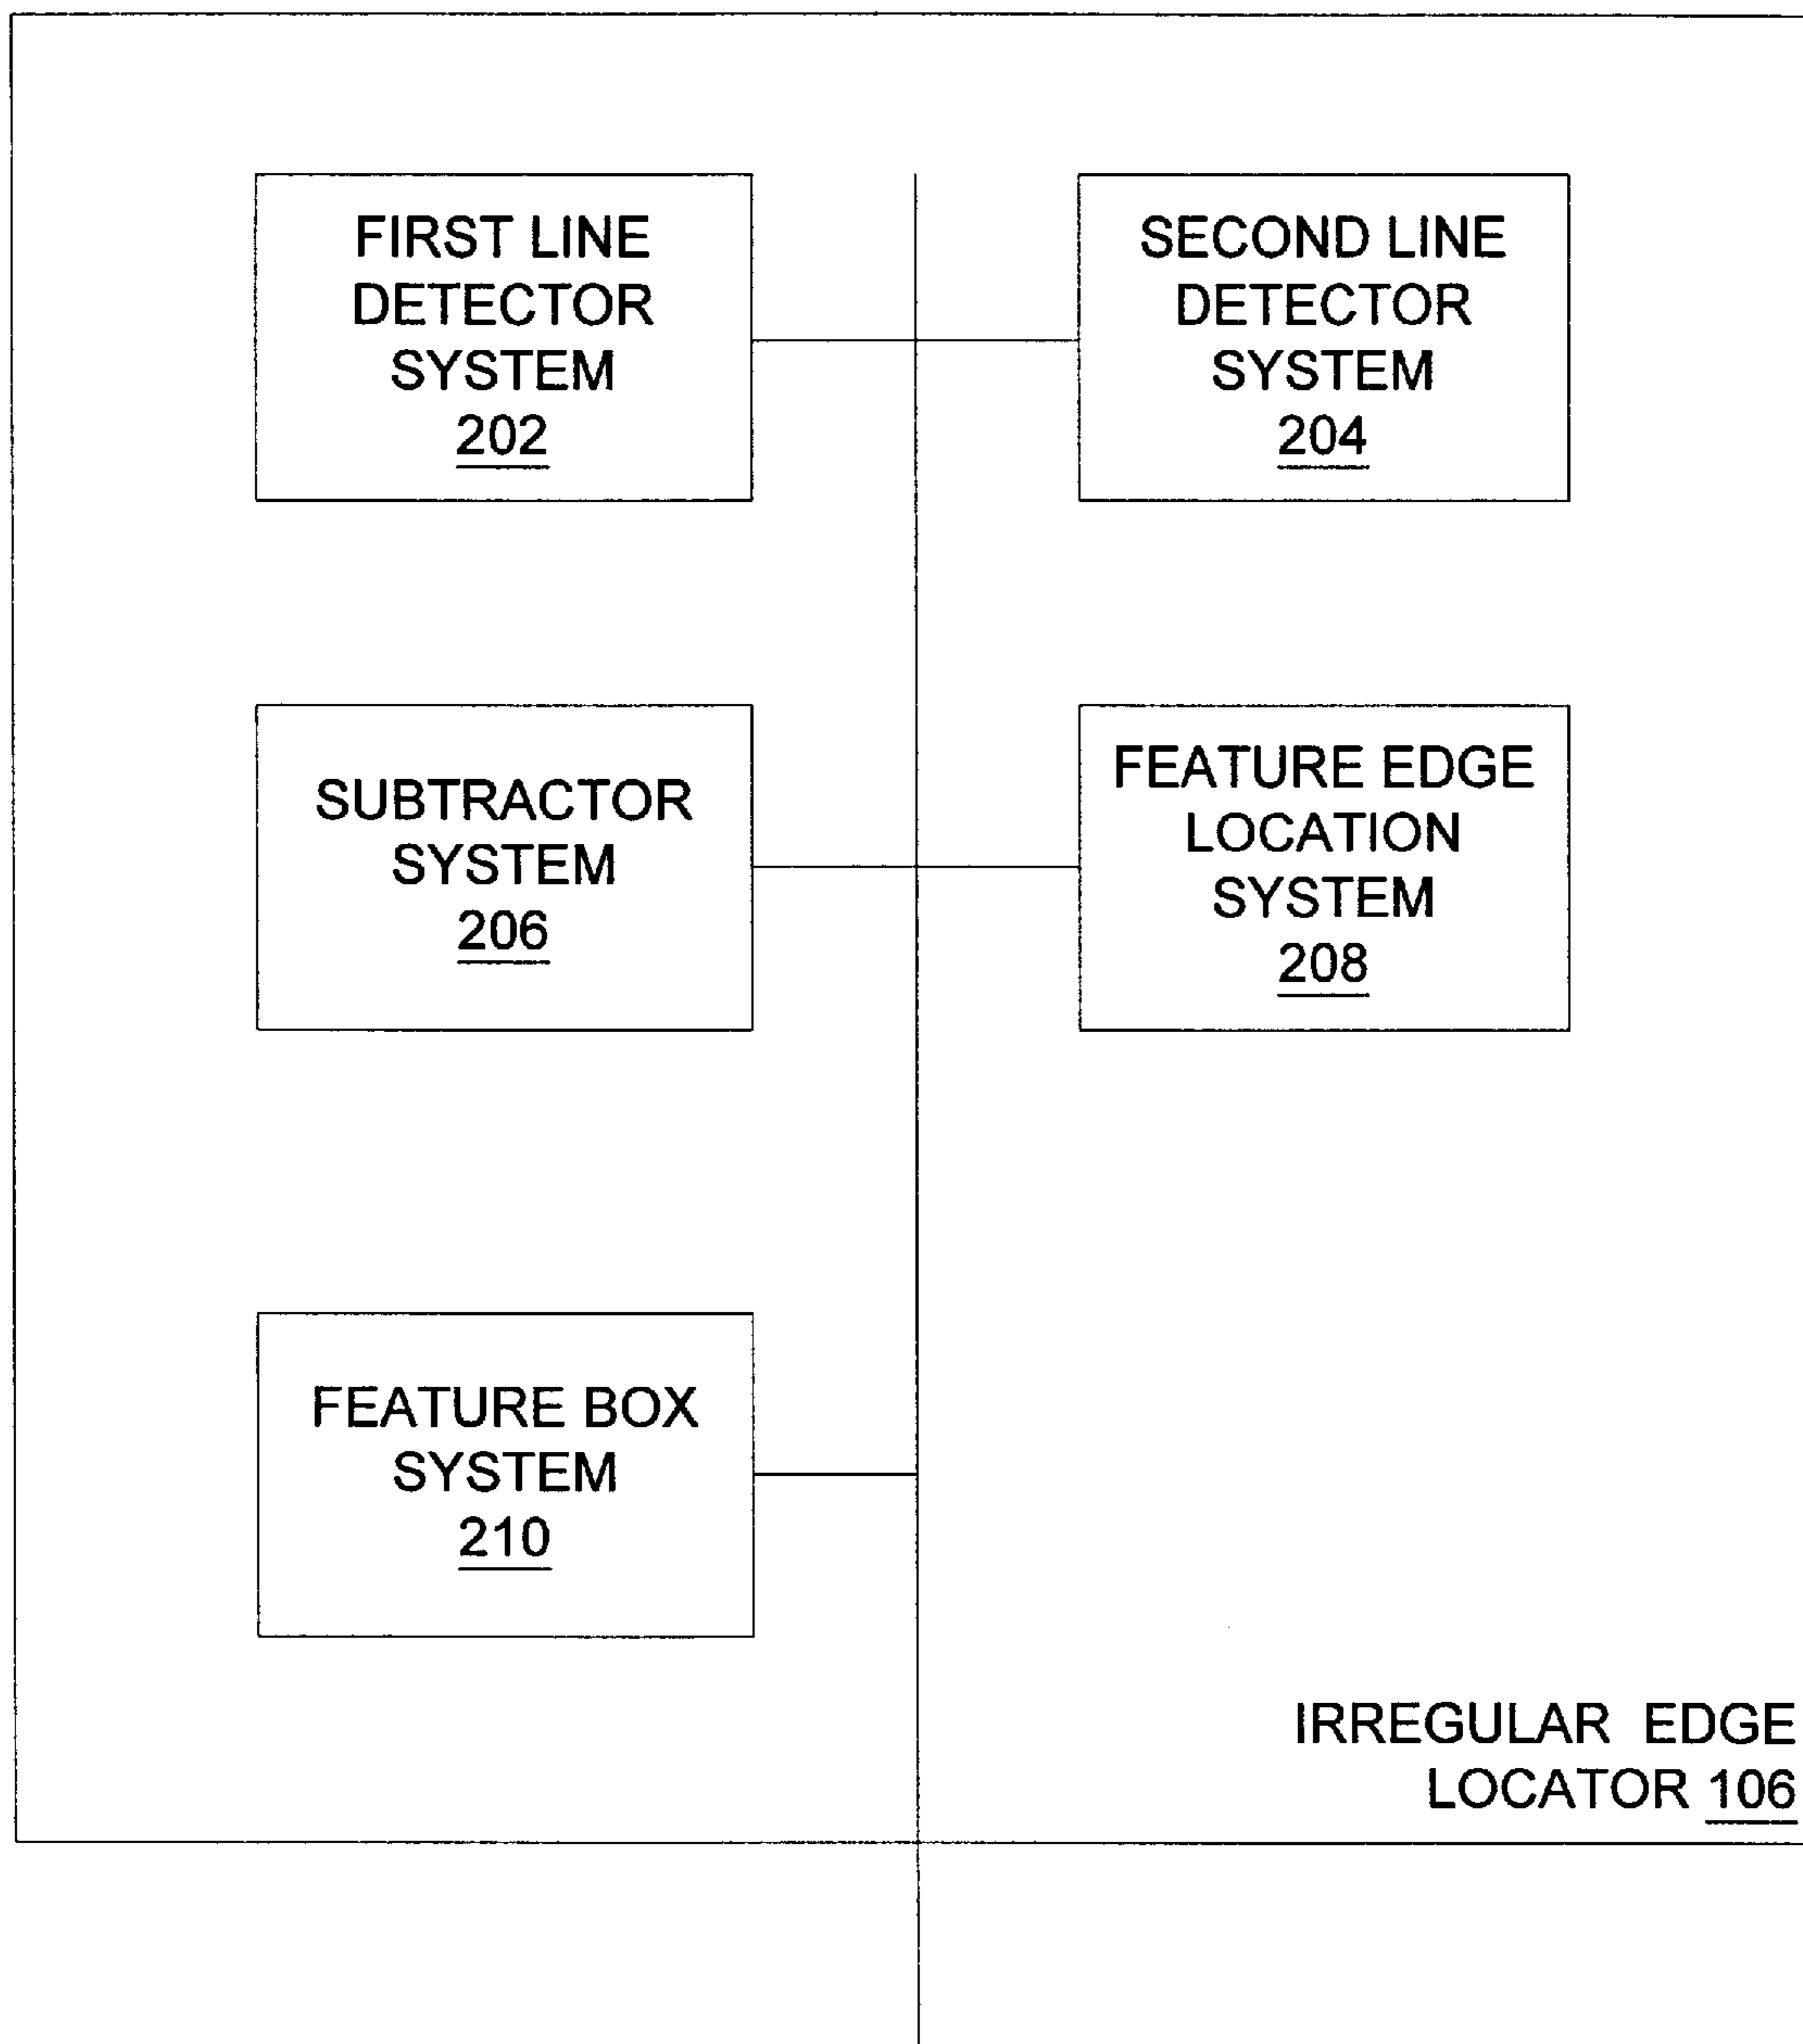 FIRST LINE
DETECTOR
SYSTEM
202
SECOND LINE
DETECTOR
SYSTEM
204
SUBTRACTOR
SYSTEM
206
FEATURE EDGE
LOCATION
SYSTEM
208
FEATURE BOX
SYSTEM
210
IRREGULAR EDGE
LOCATOR 106